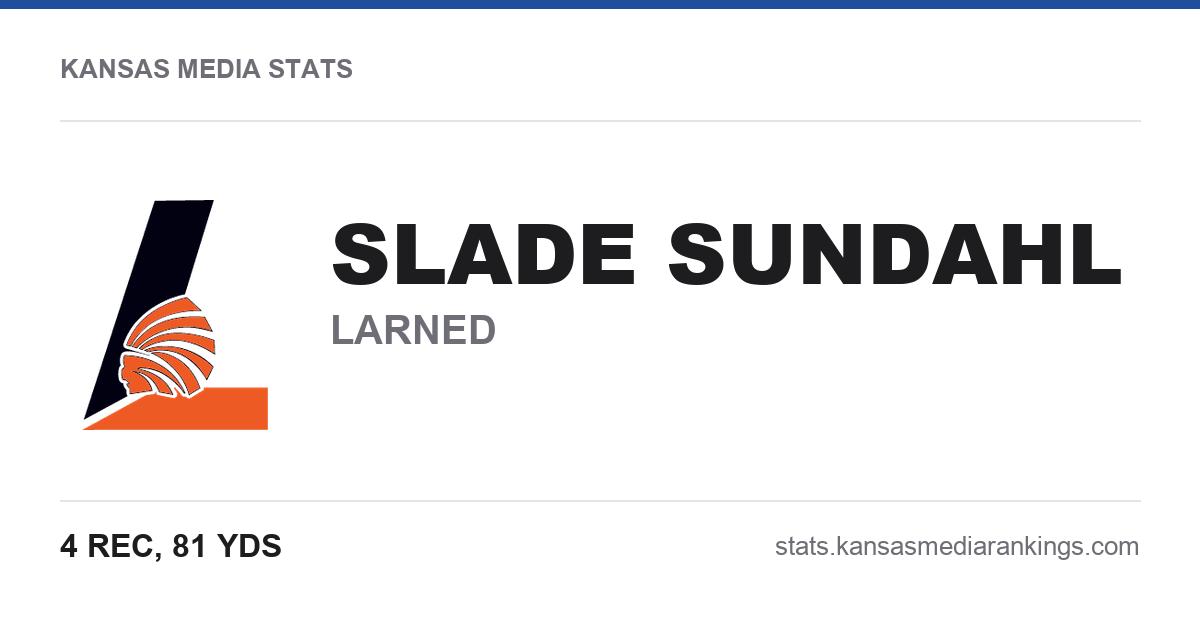 KANSAS MEDIA STATS
SLADE SUNDAHL
LARNED
4 REC, 81 YDS
stats.kansasmediarankings.com